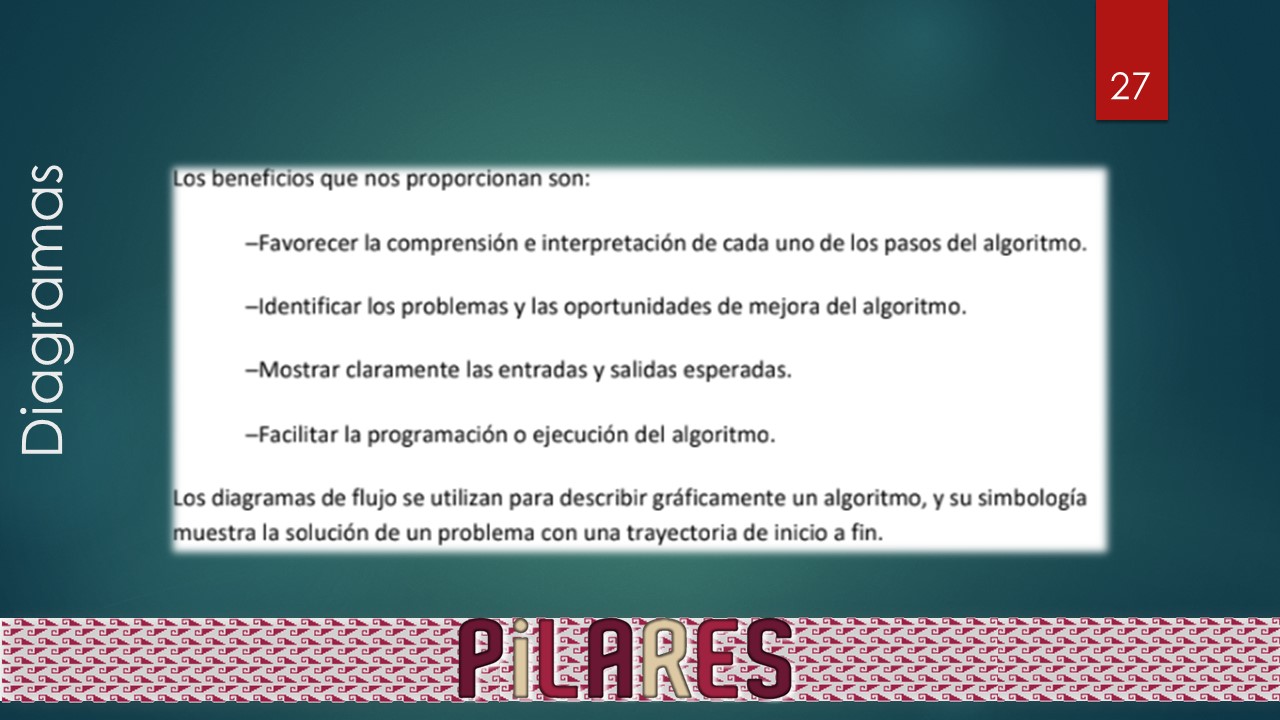 27
Diagramas
Los beneficios que nos proporcionan son:
–Favorecer la comprensión e interpretación de cada uno de los pasos del algoritmo.
–Identificar los problemas y las oportunidades de mejora del algoritmo.
–Mostrar claramente las entradas y salidas esperadas.
–Facilitar la programación o ejecución del algoritmo.
Los diagramas de flujo se utilizan para describir gráficamente un algoritmo, y su simbología
muestra la solución de un problema con una trayectoria de inicio a fin.
PiLARES